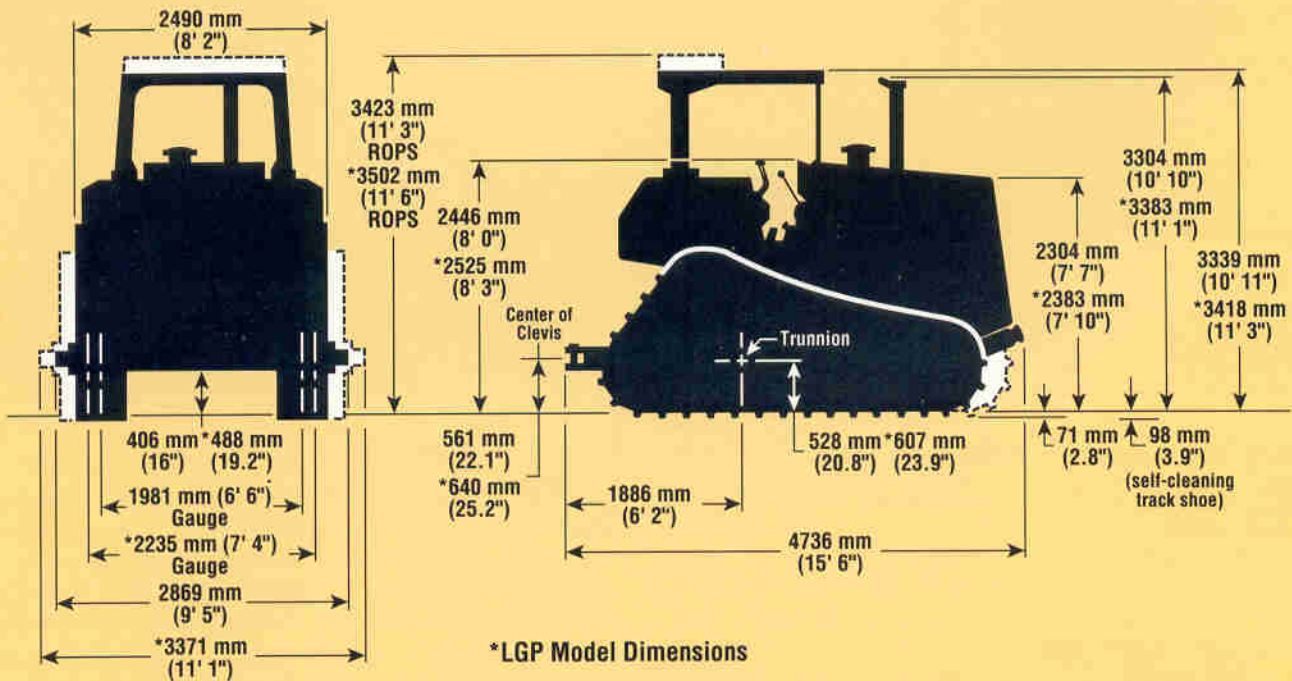 2490 mm
(8' 2")
3423 mm
(11' 3")
ROPS
*3502 mm
(11' 6")
ROPS
2446 mm
(8' 0")
*2525 mm
(8' 3")
Center of
Clevis
Trunnion
3304 mm
(10' 10")
*3383 mm
(11' 1")
2304 mm
(7' 7")
*2383 mm
(7' 10")
3339 mm
(10' 11")
*3418 mm
(11' 3")
406 mm *488 mm
(16") (19.2")
561 mm
(22.1")
*640 mm
(25.2")
528 mm *607 mm
(20.8") (23.9")
71 mm
(2.8")
98 mm
(3.9")
(self-cleaning
track shoe)
1981 mm (6' 6")
Gauge
*2235 mm (7' 4")
Gauge
1886 mm
(6' 2")
4736 mm
(15' 6")
2869 mm
(9' 5")
*3371 mm
(11' 1")
*LGP Model Dimensions